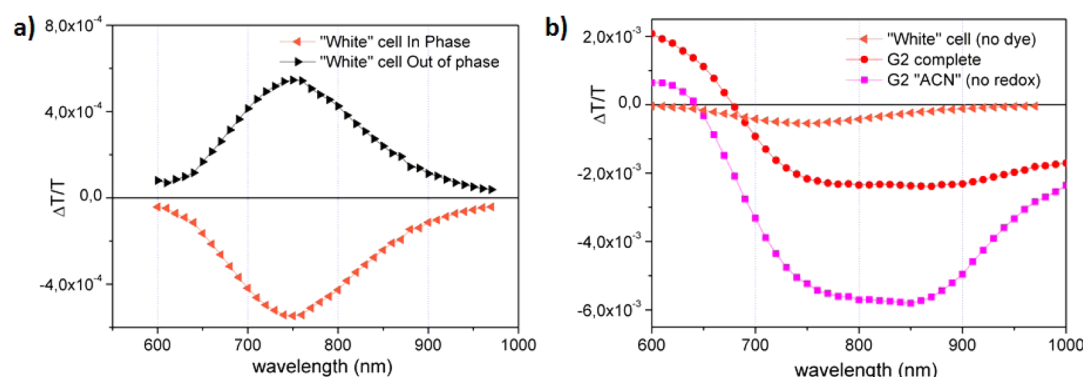 a)
8,0x10⁻⁴
4,0x10⁻⁴
0,0
-4,0x10⁻⁴
ΔT/T
"White" cell In Phase
"White" cell Out of phase
600 700 800 900 1000
wavelength (nm)
b)
2,0x10⁻³
0,0
-2,0x10⁻³
-4,0x10⁻³
-6,0x10⁻³
ΔT/T
"White" cell (no dye)
G2 complete
G2 "ACN" (no redox)
600 700 800 900 1000
wavelength (nm)